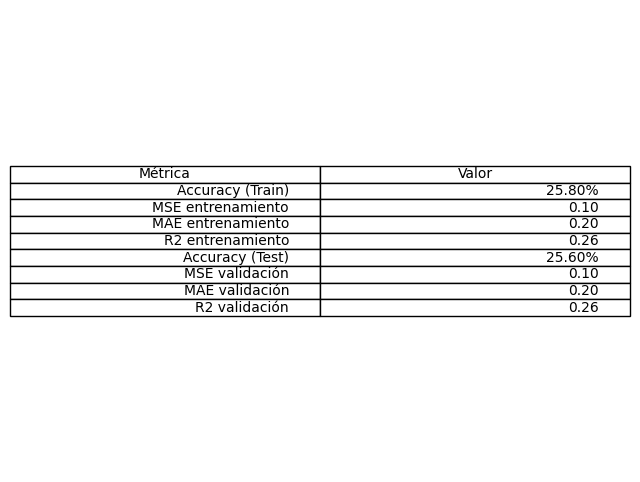 Métrica Valor
Accuracy (Train) 25.80%
MSE entrenamiento 0.10
MAE entrenamiento 0.20
R2 entrenamiento 0.26
Accuracy (Test) 25.60%
MSE validación 0.10
MAE validación 0.20
R2 validación 0.26